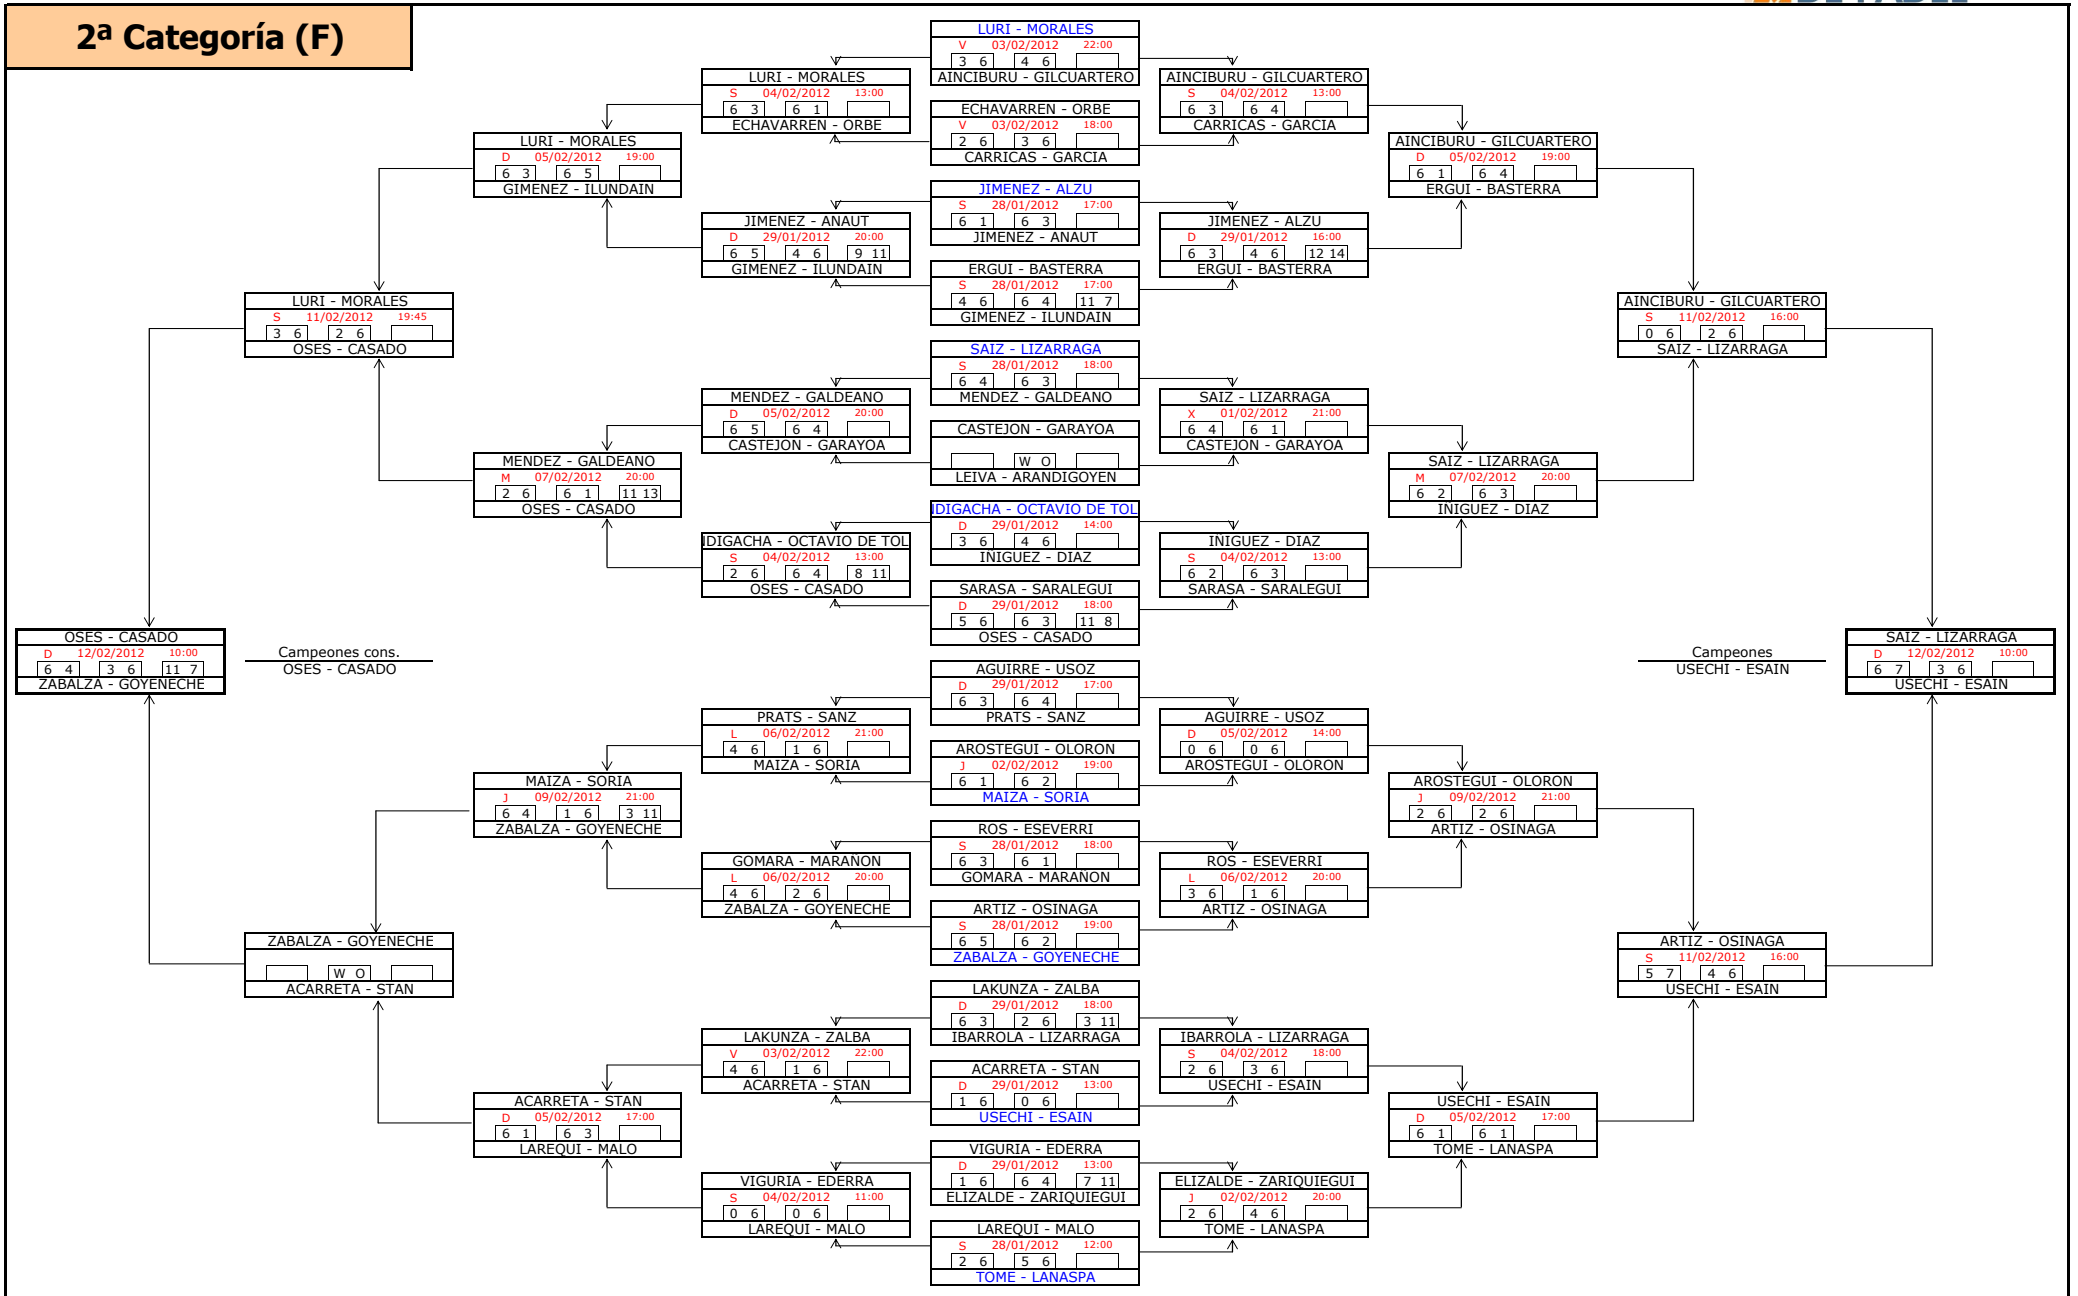 2ª Categoría (F)
LURI - MORALES
V 03/02/2012 22:00
3 6 4 6
AINCIBURU - GILCUARTERO
ECHAVARREN - ORBE
V 03/02/2012 18:00
2 6 3 6
CARRICAS - GARCIA
JIMENEZ - ALZU
S 28/01/2012 17:00
6 1 6 3
JIMENEZ - ANAUT
ERGUI - BASTERRA
S 28/01/2012 17:00
4 6 6 4 11 7
GIMENEZ - ILUNDAIN
SAIZ - LIZARRAGA
S 28/01/2012 18:00
6 4 6 3
MENDEZ - GALDEANO
CASTEJON - GARAYOA
W O
LEIVA - ARANDIGOYEN
NDIGACHA - OCTAVIO DE TOL
D 29/01/2012 14:00
3 6 4 6
IÑIGUEZ - DIAZ
SARASA - SARALEGUI
D 29/01/2012 18:00
5 6 6 3 11 8
OSES - CASADO
AGUIRRE - USOZ
D 29/01/2012 17:00
6 3 6 4
PRATS - SANZ
AROSTEGUI - OLORON
J 02/02/2012 19:00
6 1 6 2
MAIZA - SORIA
ROS - ESEVERRI
S 28/01/2012 18:00
6 3 6 1
GOMARA - MARAÑON
ARTIZ - OSINAGA
S 28/01/2012 19:00
6 5 6 2
ZABALZA - GOYENECHE
LAKUNZA - ZALBA
D 29/01/2012 18:00
6 3 2 6 3 11
IBARROLA - LIZARRAGA
ACARRETA - STAN
D 29/01/2012 13:00
1 6 0 6
USECHI - ESAIN
VIGURIA - EDERRA
D 29/01/2012 13:00
1 6 6 4 7 11
ELIZALDE - ZARIQUIEGUI
LAREQUI - MALO
S 28/01/2012 12:00
2 6 5 6
TOME - LANASPA
LURI - MORALES
S 04/02/2012 13:00
6 3 6 1
ECHAVARREN - ORBE
JIMENEZ - ANAUT
D 29/01/2012 20:00
6 5 4 6 9 11
GIMENEZ - ILUNDAIN
MENDEZ - GALDEANO
D 05/02/2012 20:00
6 5 6 4
CASTEJON - GARAYOA
NDIGACHA - OCTAVIO DE TOL
S 04/02/2012 13:00
2 6 6 4 8 11
OSES - CASADO
PRATS - SANZ
L 06/02/2012 21:00
4 6 1 6
MAIZA - SORIA
GOMARA - MARAÑON
L 06/02/2012 20:00
4 6 2 6
ZABALZA - GOYENECHE
LAKUNZA - ZALBA
V 03/02/2012 22:00
4 6 1 6
ACARRETA - STAN
VIGURIA - EDERRA
S 04/02/2012 11:00
0 6 0 6
LAREQUI - MALO
LURI - MORALES
D 05/02/2012 19:00
6 3 6 5
GIMENEZ - ILUNDAIN
MENDEZ - GALDEANO
M 07/02/2012 20:00
2 6 6 1 11 13
OSES - CASADO
MAIZA - SORIA
J 09/02/2012 21:00
6 4 1 6 3 11
ZABALZA - GOYENECHE
ACARRETA - STAN
D 05/02/2012 17:00
6 1 6 3
LAREQUI - MALO
LURI - MORALES
S 11/02/2012 19:45
3 6 2 6
OSES - CASADO
ZABALZA - GOYENECHE
W O
ACARRETA - STAN
OSES - CASADO
D 12/02/2012 10:00
6 4 3 6 11 7
ZABALZA - GOYENECHE
Campeones cons.
OSES - CASADO
AINCIBURU - GILCUARTERO
S 04/02/2012 13:00
6 3 6 4
CARRICAS - GARCIA
JIMENEZ - ALZU
D 29/01/2012 16:00
6 3 4 6 12 14
ERGUI - BASTERRA
SAIZ - LIZARRAGA
X 01/02/2012 21:00
6 4 6 1
CASTEJON - GARAYOA
IÑIGUEZ - DIAZ
S 04/02/2012 13:00
6 2 6 3
SARASA - SARALEGUI
AGUIRRE - USOZ
D 05/02/2012 14:00
0 6 0 6
AROSTEGUI - OLORON
ROS - ESEVERRI
L 06/02/2012 20:00
3 6 1 6
ARTIZ - OSINAGA
IBARROLA - LIZARRAGA
S 04/02/2012 18:00
2 6 3 6
USECHI - ESAIN
ELIZALDE - ZARIQUIEGUI
J 02/02/2012 20:00
2 6 4 6
TOME - LANASPA
AINCIBURU - GILCUARTERO
D 05/02/2012 19:00
6 1 6 4
ERGUI - BASTERRA
SAIZ - LIZARRAGA
M 07/02/2012 20:00
6 2 6 3
IÑIGUEZ - DIAZ
AROSTEGUI - OLORON
J 09/02/2012 21:00
2 6 2 6
ARTIZ - OSINAGA
USECHI - ESAIN
D 05/02/2012 17:00
6 1 6 1
TOME - LANASPA
AINCIBURU - GILCUARTERO
S 11/02/2012 16:00
0 6 2 6
SAIZ - LIZARRAGA
ARTIZ - OSINAGA
S 11/02/2012 16:00
5 7 4 6
USECHI - ESAIN
Campeones
USECHI - ESAIN
SAIZ - LIZARRAGA
D 12/02/2012 10:00
6 7 3 6
USECHI - ESAIN